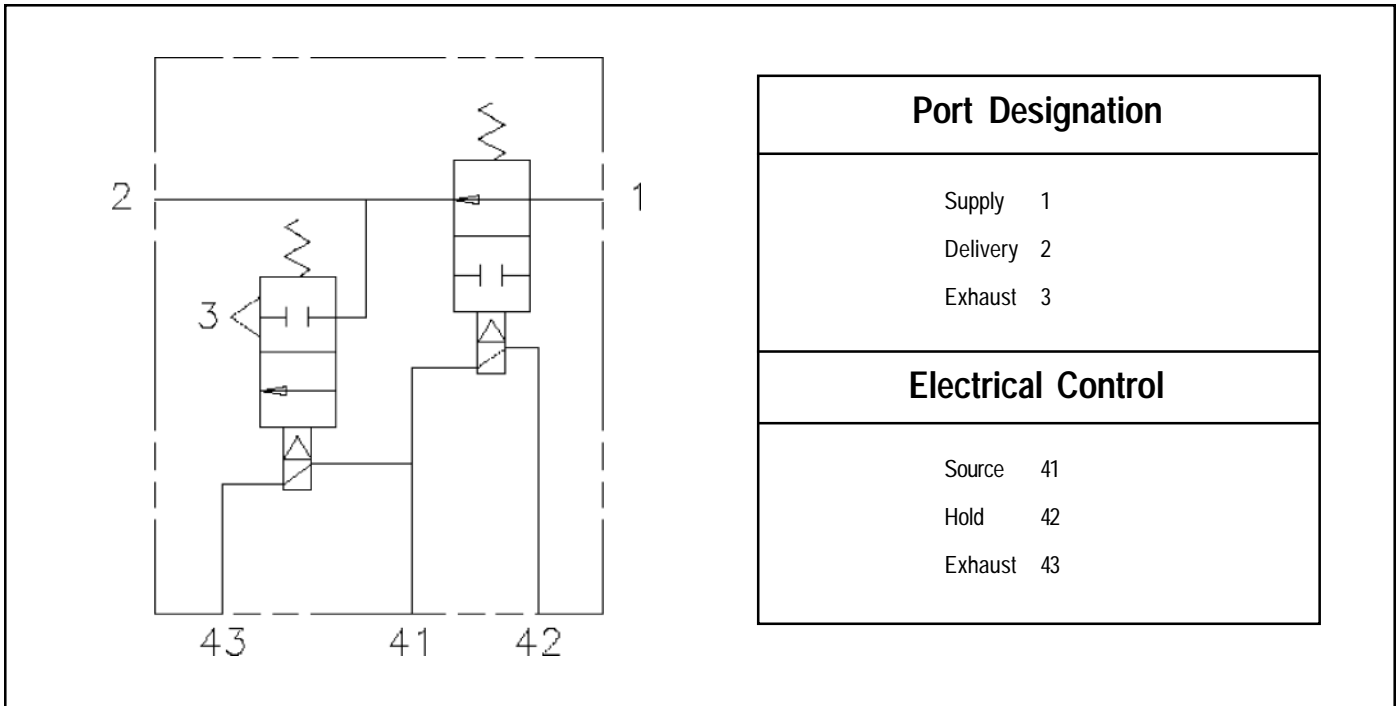 2
1
3
43
41
42
Port Designation
Supply 1
Delivery 2
Exhaust 3
Electrical Control
Source 41
Hold 42
Exhaust 43